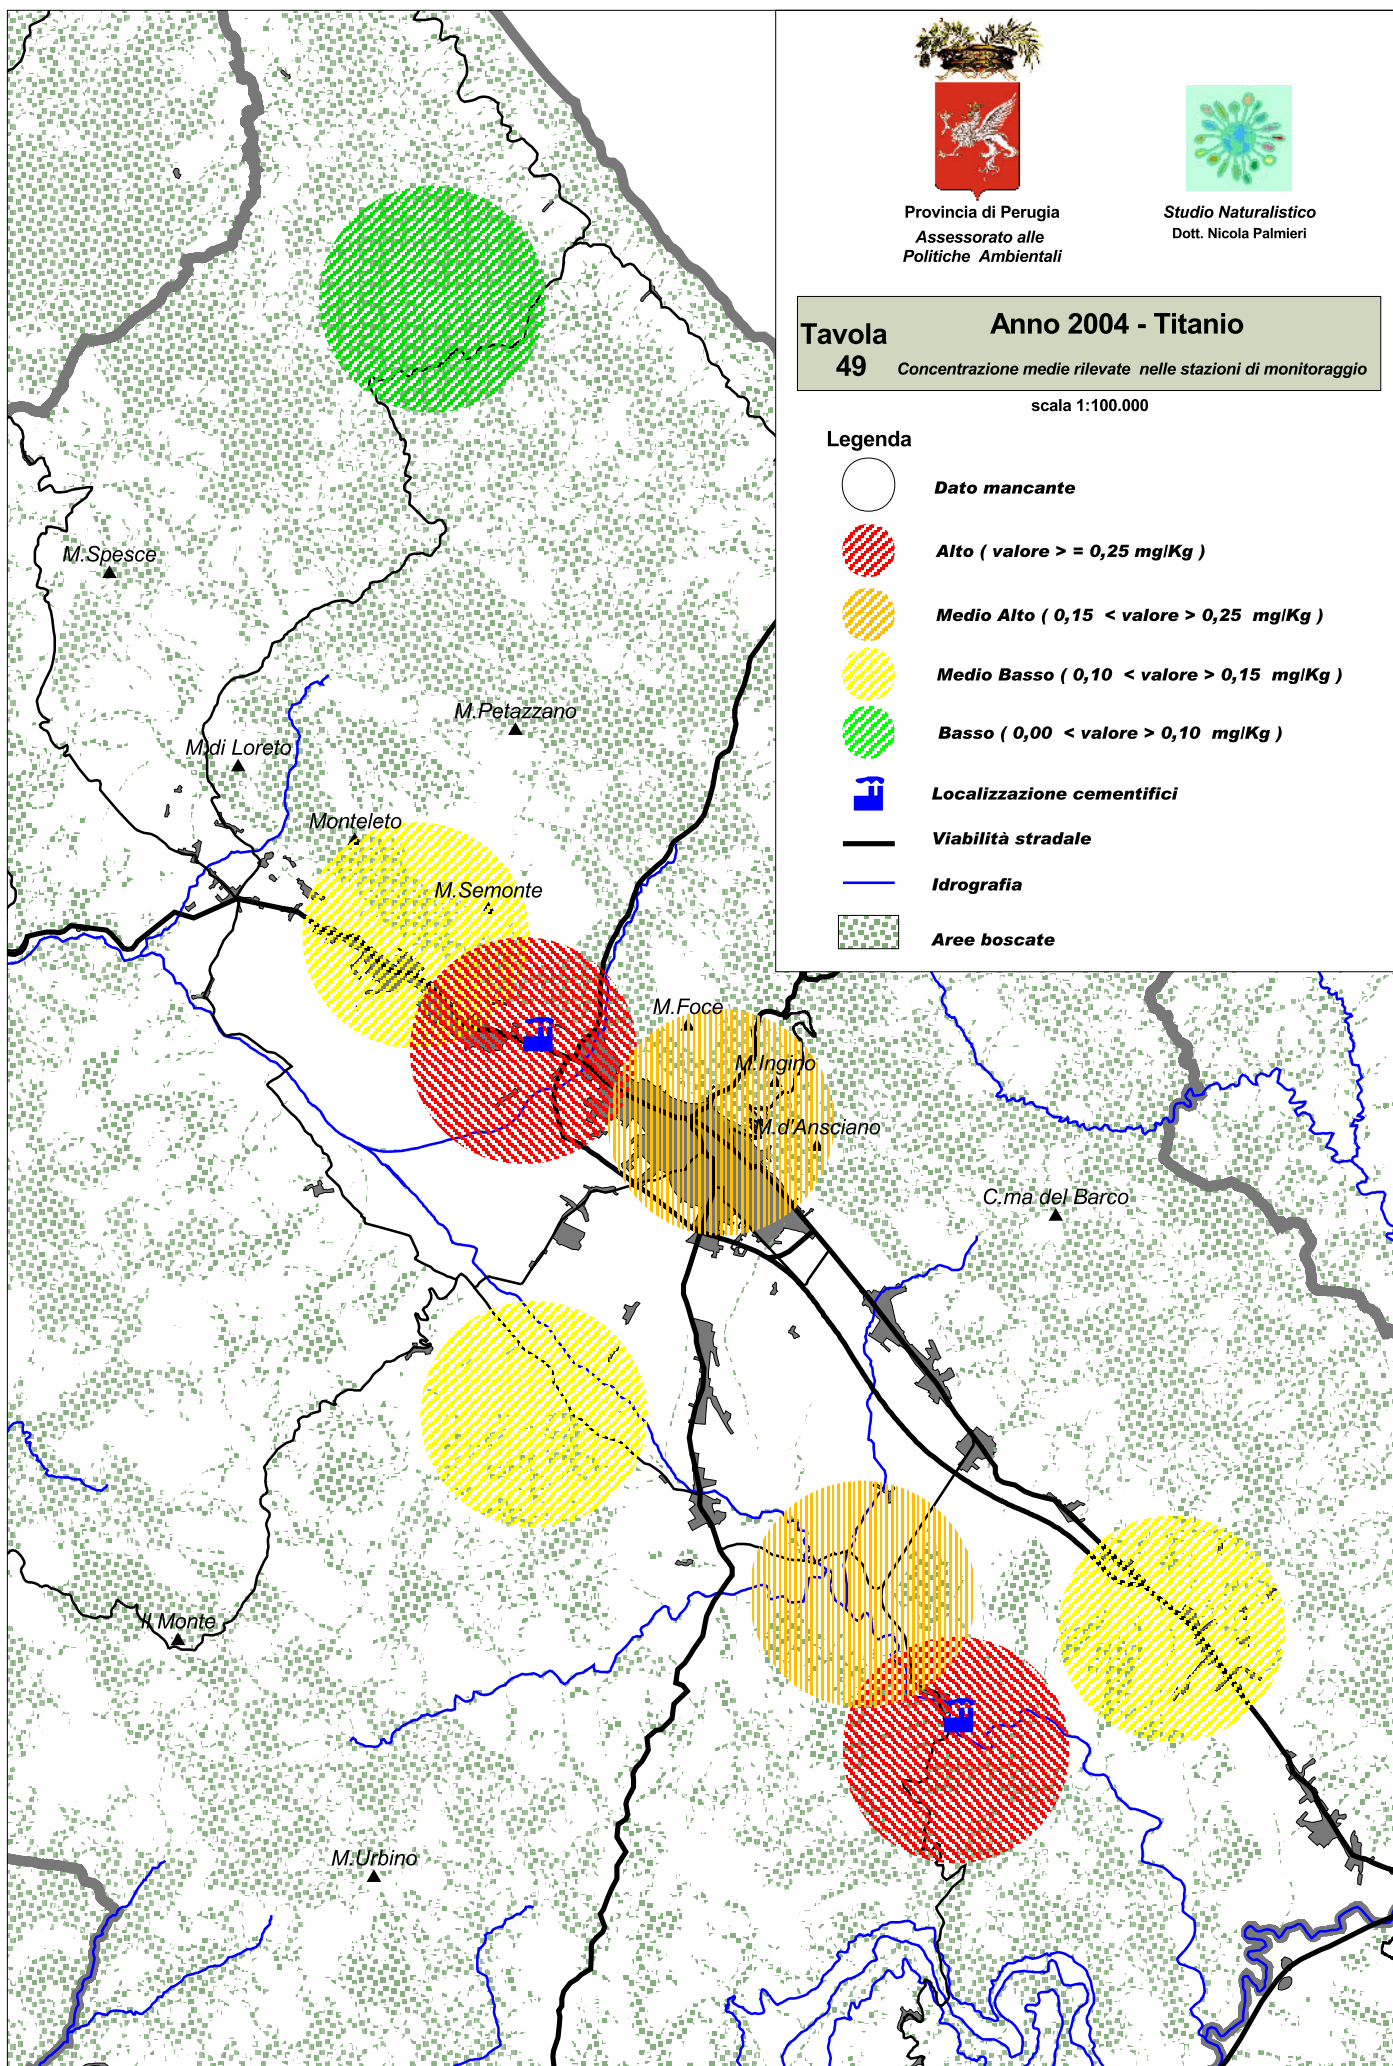 Provincia di Perugia
Assessorato alle
Politiche Ambientali
Studio Naturalistico
Dott. Nicola Palmieri
Tavola
49
Anno 2004 - Titanio
Concentrazione medie rilevate nelle stazioni di monitoraggio
scala 1:100.000
Legenda
Dato mancante
Alto ( valore > = 0,25 mg/Kg )
Medio Alto ( 0,15 < valore > 0,25 mg/Kg )
Medio Basso ( 0,10 < valore > 0,15 mg/Kg )
Basso ( 0,00 < valore > 0,10 mg/Kg )
Localizzazione cementifici
Viabilità stradale
Idrografia
Aree boscate
M.Spesce
M.Petazzano
M.di Loreto
Monteleto
M.Semonte
M.Foce
M.Ingino
M.d'Ansciano
C.ma del Barco
Il Monte
M.Urbino